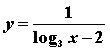 y = 1 / (log₃ x − 2)